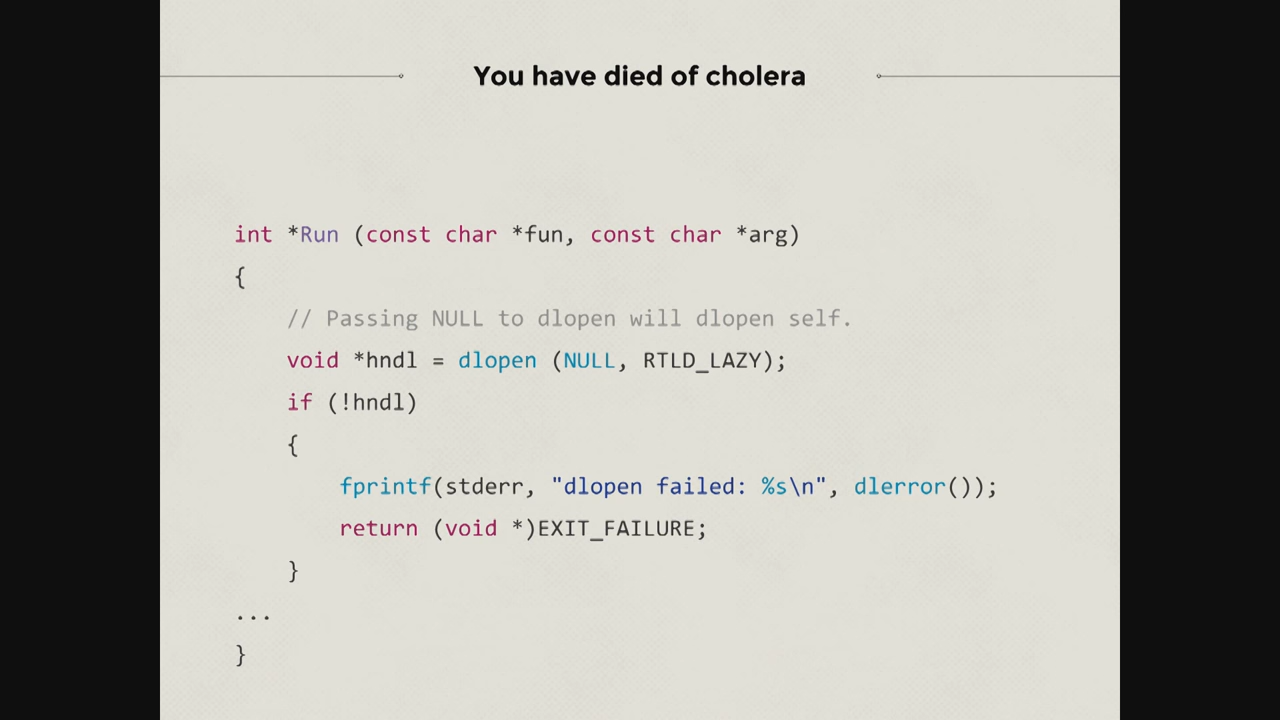 You have died of cholera
int *Run (const char *fun, const char *arg)
{
    // Passing NULL to dlopen will dlopen self.
    void *hndl = dlopen (NULL, RTLD_LAZY);
    if (!hndl)
    {
        fprintf(stderr, "dlopen failed: %s\n", dlerror());
        return (void *)EXIT_FAILURE;
    }
...
}